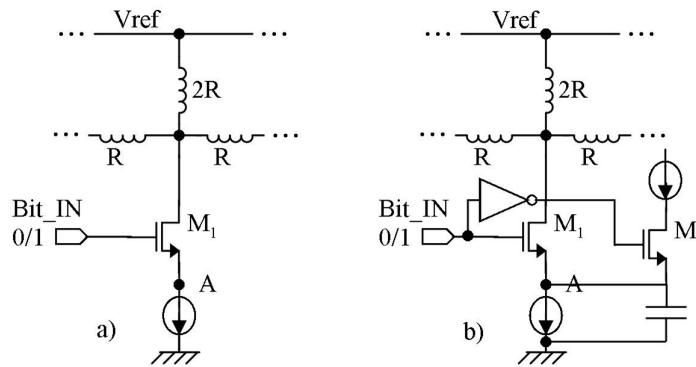 Vref
2R
R R
Bit_IN
0/1
M1
A
a)
Vref
2R
R R
Bit_IN
0/1
M1
M
A
b)